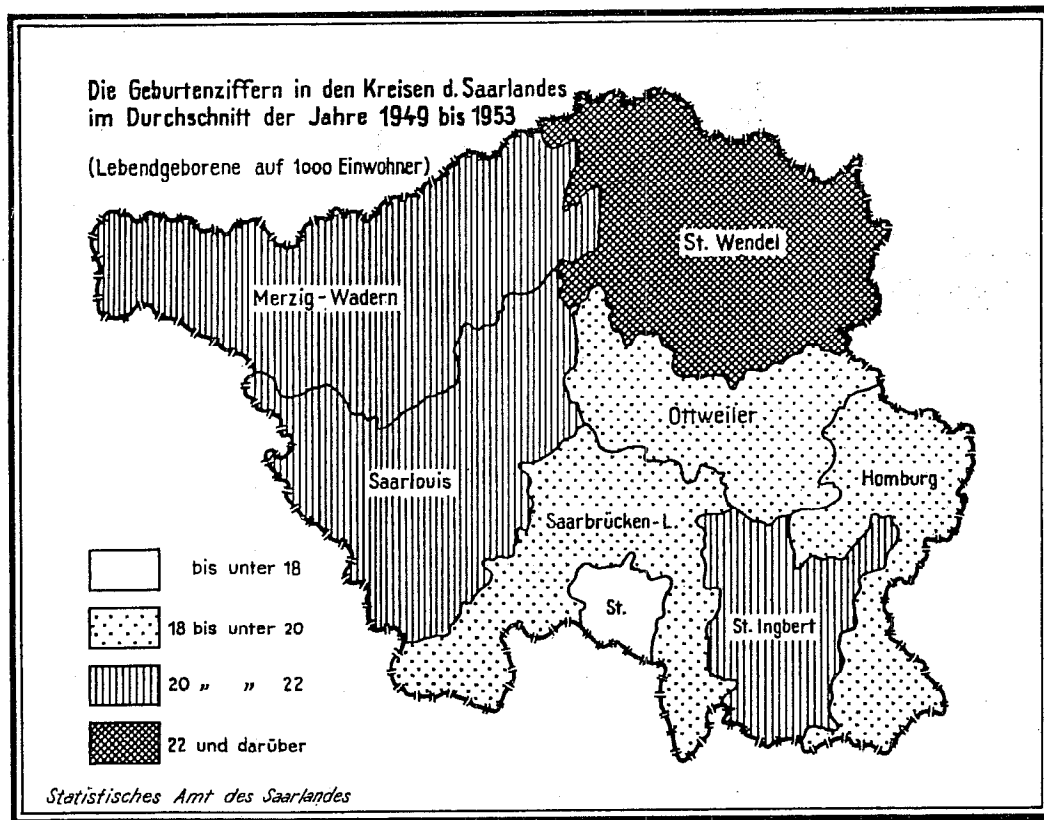 Die Geburtenziffern in den Kreisen d. Saarlandes
im Durchschnitt der Jahre 1949 bis 1953
(Lebendgeborene auf 1000 Einwohner)
St. Wendel
Merzig-Wadern
Ottweiler
Homburg
Saarlouis
Saarbrücken-L.
St.
St. Ingbert
bis unter 18
18 bis unter 20
20 „ „ 22
22 und darüber
Statistisches Amt des Saarlandes